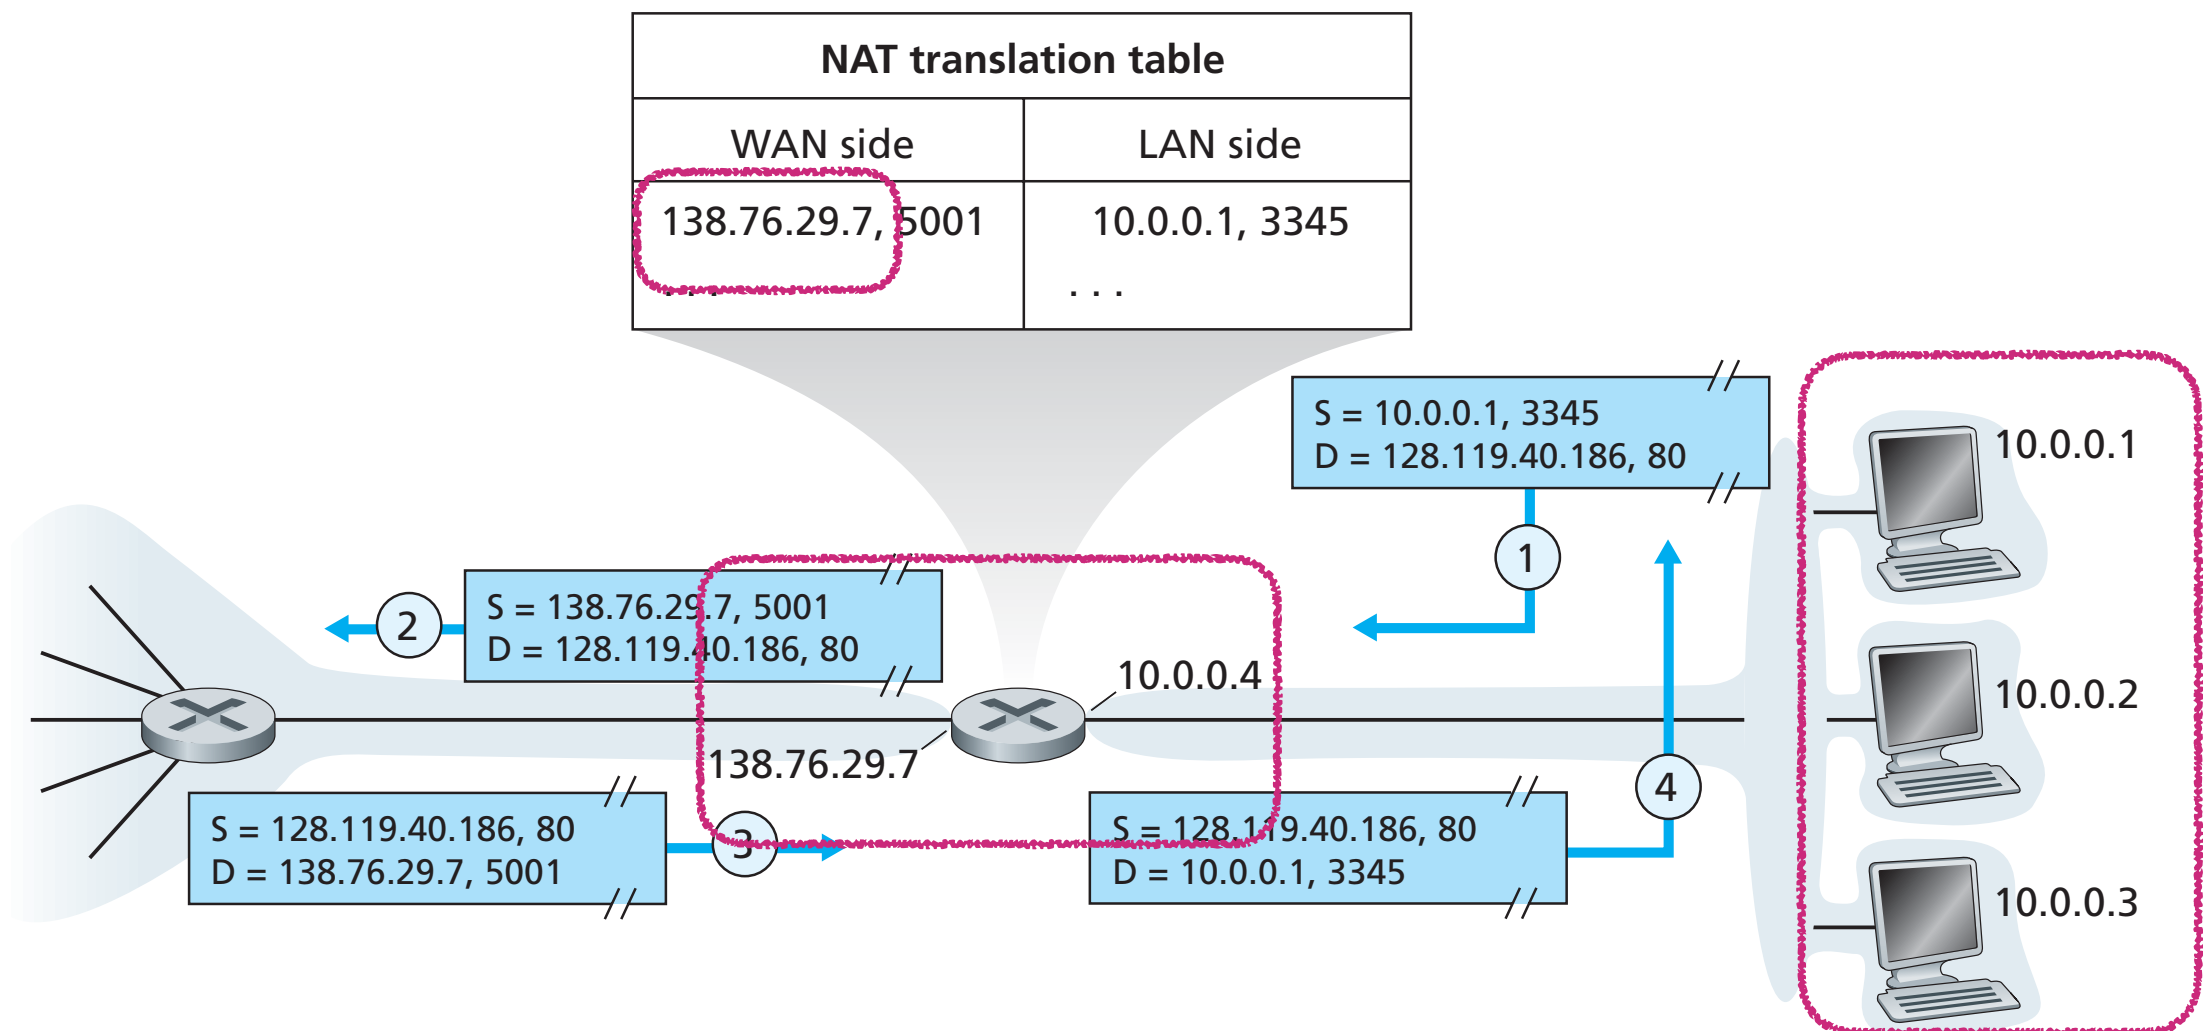 NAT translation table
WAN side LAN side
138.76.29.7, 5001 10.0.0.1, 3345
. . . . . .
S = 10.0.0.1, 3345
D = 128.119.40.186, 80
10.0.0.1
1
2
S = 138.76.29.7, 5001
D = 128.119.40.186, 80
10.0.0.4
10.0.0.2
138.76.29.7
4
S = 128.119.40.186, 80
D = 138.76.29.7, 5001
3
S = 128.119.40.186, 80
D = 10.0.0.1, 3345
10.0.0.3